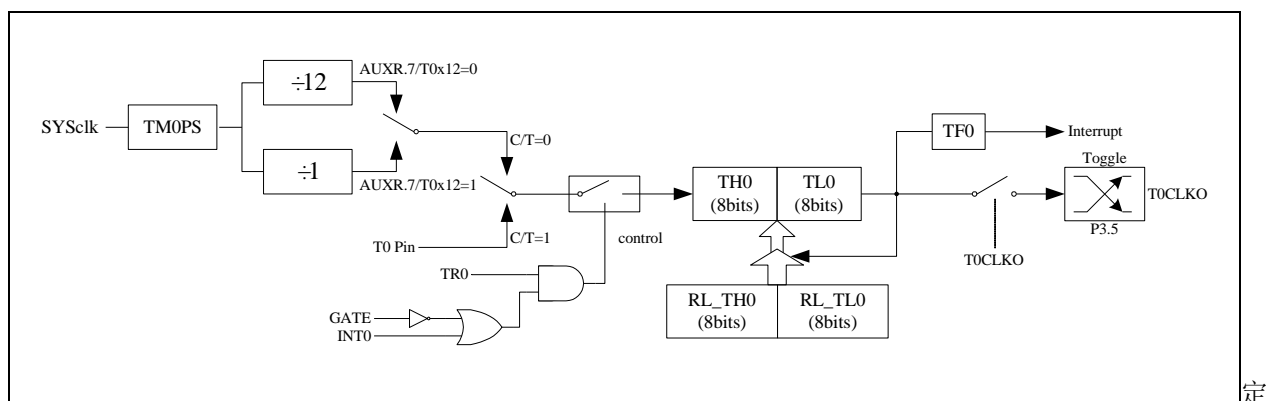 ÷12
AUXR.7/T0x12=0
SYSclk
TM0PS
÷1
AUXR.7/T0x12=1
C/T=0
C/T=1
T0 Pin
control
TR0
GATE
INT0
TH0
(8bits)
TL0
(8bits)
RL_TH0
(8bits)
RL_TL0
(8bits)
TF0
Interrupt
Toggle
T0CLKO
P3.5
T0CLKO
定